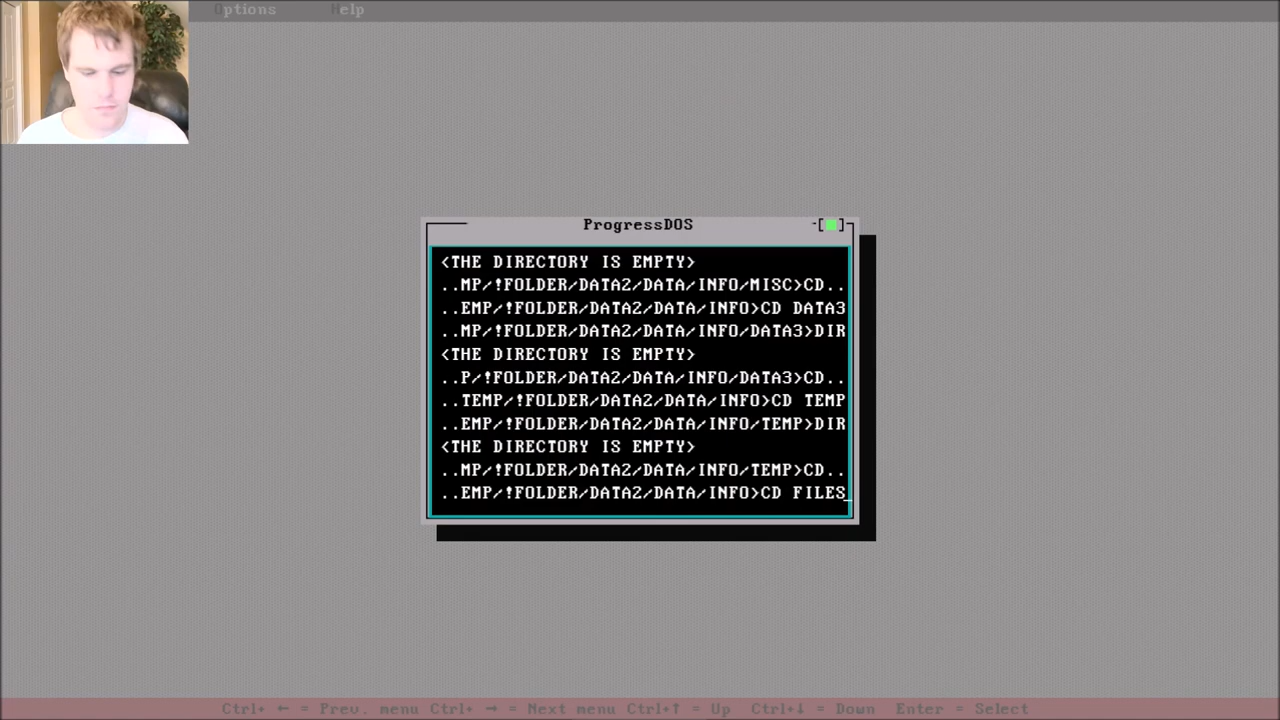 Options Help
ProgressDOS
-[■]
<THE DIRECTORY IS EMPTY>
..MP/!FOLDER/DATA2/DATA/INFO/MISC>CD..
..EMP/!FOLDER/DATA2/DATA/INFO>CD DATA3
..MP/!FOLDER/DATA2/DATA/INFO/DATA3>DIR
<THE DIRECTORY IS EMPTY>
..P/!FOLDER/DATA2/DATA/INFO/DATA3>CD..
..TEMP/!FOLDER/DATA2/DATA/INFO>CD TEMP
..EMP/!FOLDER/DATA2/DATA/INFO/TEMP>DIR
<THE DIRECTORY IS EMPTY>
..MP/!FOLDER/DATA2/DATA/INFO/TEMP>CD..
..EMP/!FOLDER/DATA2/DATA/INFO>CD FILES_
Ctrl+ ← = Prev. menu Ctrl+ → = Next menu Ctrl+↑ = Up Ctrl+↓ = Down Enter = Select